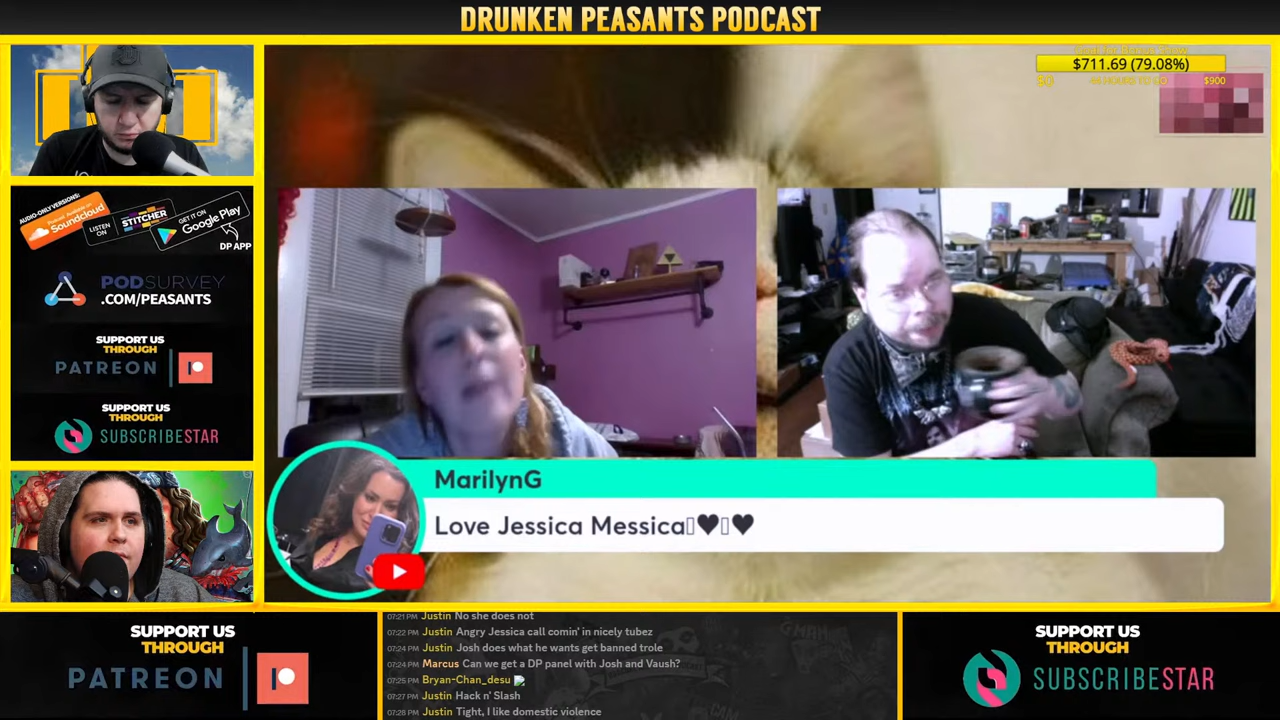 DRUNKEN PEASANTS PODCAST
$711.69 (79.08%)
$0
$900
AUDIO-ONLY VERSIONS:
Soundcloud
LISTEN ON
STITCHER
GET IT ON
Google Play
DP APP
PODSURVEY
.COM/PEASANTS
SUPPORT US
THROUGH
PATREON
SUPPORT US
THROUGH
SUBSCRIBESTAR
MarilynG
Love Jessica Messica▯♥▯♥
07:21 PM Justin No she does not
07:22 PM Justin Angry Jessica call comin' in nicely tubez
07:24 PM Justin Josh does what he wants get banned trole
07:24 PM Marcus Can we get a DP panel with Josh and Vaush?
07:25 PM Bryan-Chan_desu
07:27 PM Justin Hack n' Slash
07:28 PM Justin Tight, I like domestic violence
SUPPORT US
THROUGH
PATREON
SUPPORT US
THROUGH
SUBSCRIBESTAR